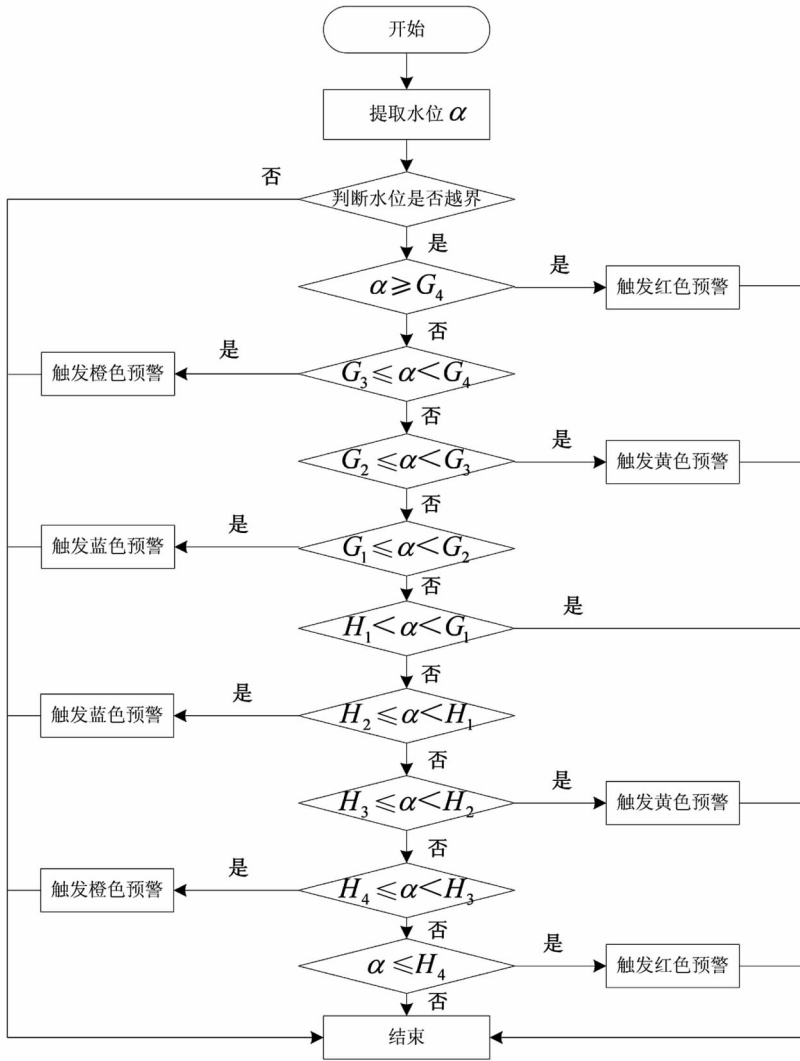 开始
提取水位 α
否
判断水位是否越界
是
α≥G₄
是
触发红色预警
否
触发橙色预警
是
G₃≤α<G₄
否
G₂≤α<G₃
是
触发黄色预警
否
触发蓝色预警
是
G₁≤α<G₂
否
H₁<α<G₁
是
否
触发蓝色预警
是
H₂≤α<H₁
否
H₃≤α<H₂
是
触发黄色预警
否
触发橙色预警
是
H₄≤α<H₃
否
α≤H₄
是
触发红色预警
否
结束